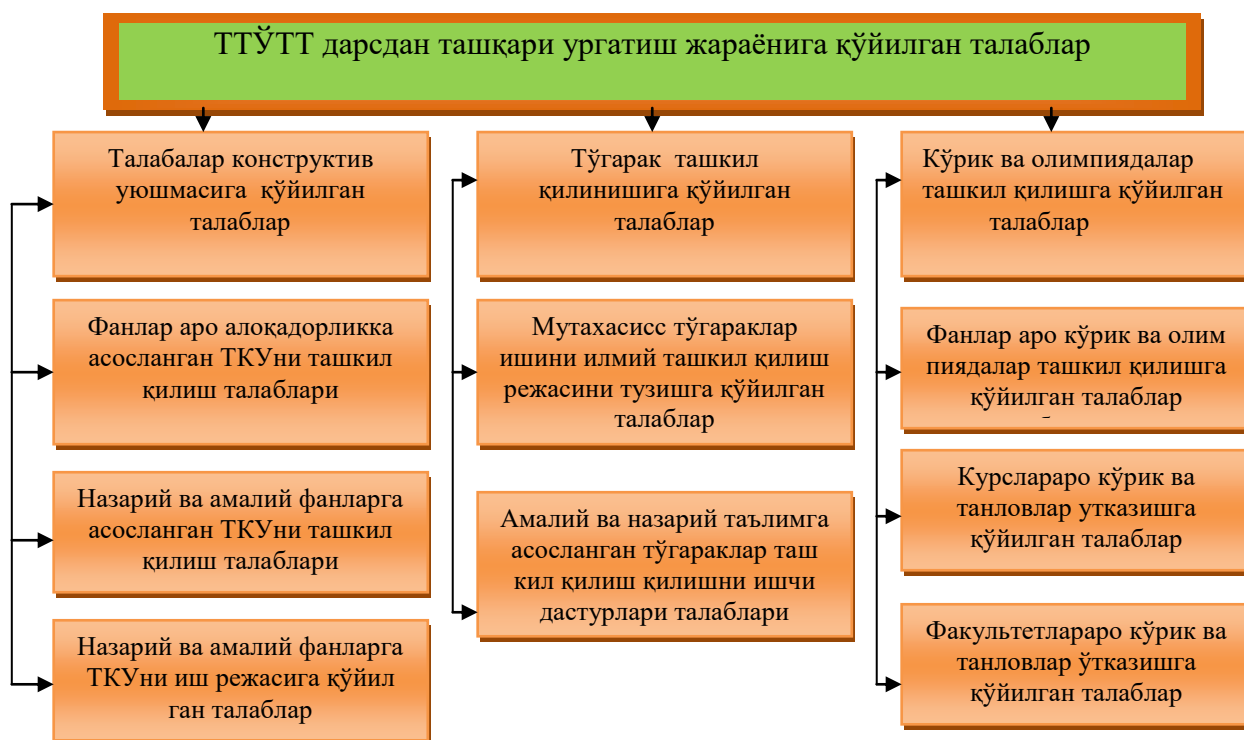 ТТЎТТ дарсдан ташқари ургатиш жараёнига қўйилган талаблар
Талабалар конструктив
уюшмасига қўйилган
талаблар
Фанлар аро алоқадорликка
асосланган ТКУни ташкил
қилиш талаблари
Назарий ва амалий фанларга
асосланган ТКУни ташкил
қилиш талаблари
Назарий ва амалий фанларга
ТКУни иш режасига қўйил
ган талаблар
Тўгарак ташкил
қилинишига қўйилган
талаблар
Мутахасисс тўгараклар
ишини илмий ташкил қилиш
режасини тузишга қўйилган
талаблар
Амалий ва назарий таълимга
асосланган тўгараклар таш
кил қилиш қилишни ишчи
дастурлари талаблари
Кўрик ва олимпиядалар
ташкил қилишга қўйилган
талаблар
Фанлар аро кўрик ва олим
пиядалар ташкил қилишга
қўйилган талаблар
Курслараро кўрик ва
танловлар утказишга
қўйилган талаблар
Факультетлараро кўрик ва
танловлар ўтказишга
қўйилган талаблар